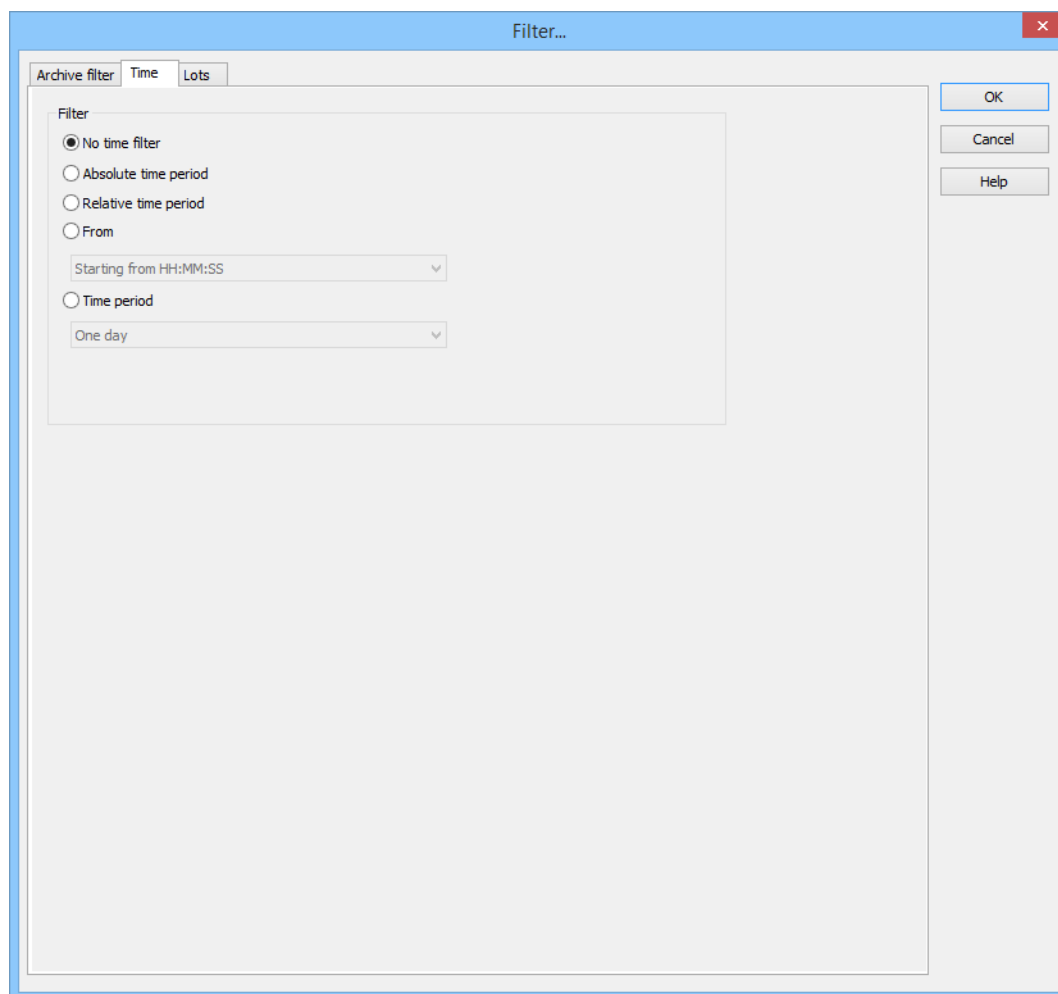 Filter...
Archive filter Time Lots
OK
Cancel
Help
Filter
No time filter
Absolute time period
Relative time period
From
Starting from HH:MM:SS
Time period
One day